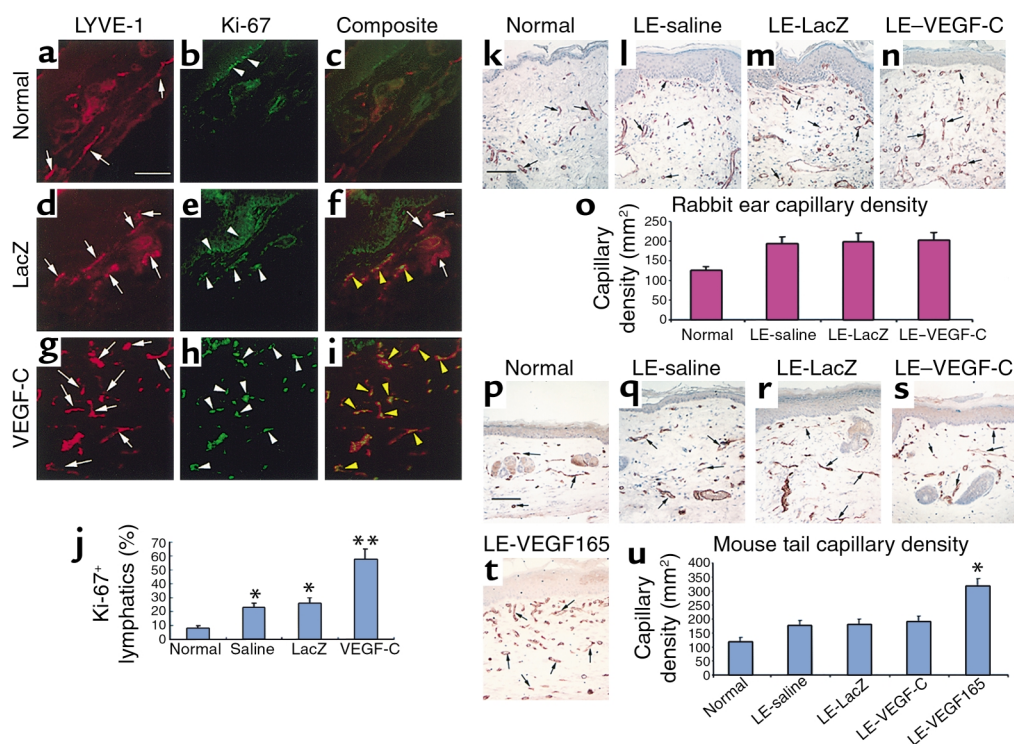 LYVE-1 Ki-67 Composite
Normal
a b c
LacZ
d e f
VEGF-C
g h i
j
Ki-67+ lymphatics (%)
70
60
50
40
30
20
10
0
* * **
Normal Saline LacZ VEGF-C
Normal LE-saline LE-LacZ LE–VEGF-C
k l m n
o Rabbit ear capillary density
Capillary density (mm2)
250
200
150
100
50
0
Normal LE-saline LE-LacZ LE–VEGF-C
Normal LE-saline LE-LacZ LE–VEGF-C
p q r s
LE-VEGF165
t
u Mouse tail capillary density
Capillary density (mm2)
400
350
300
250
200
150
100
50
0
*
Normal LE-saline LE-LacZ LE-VEGF-C LE-VEGF165